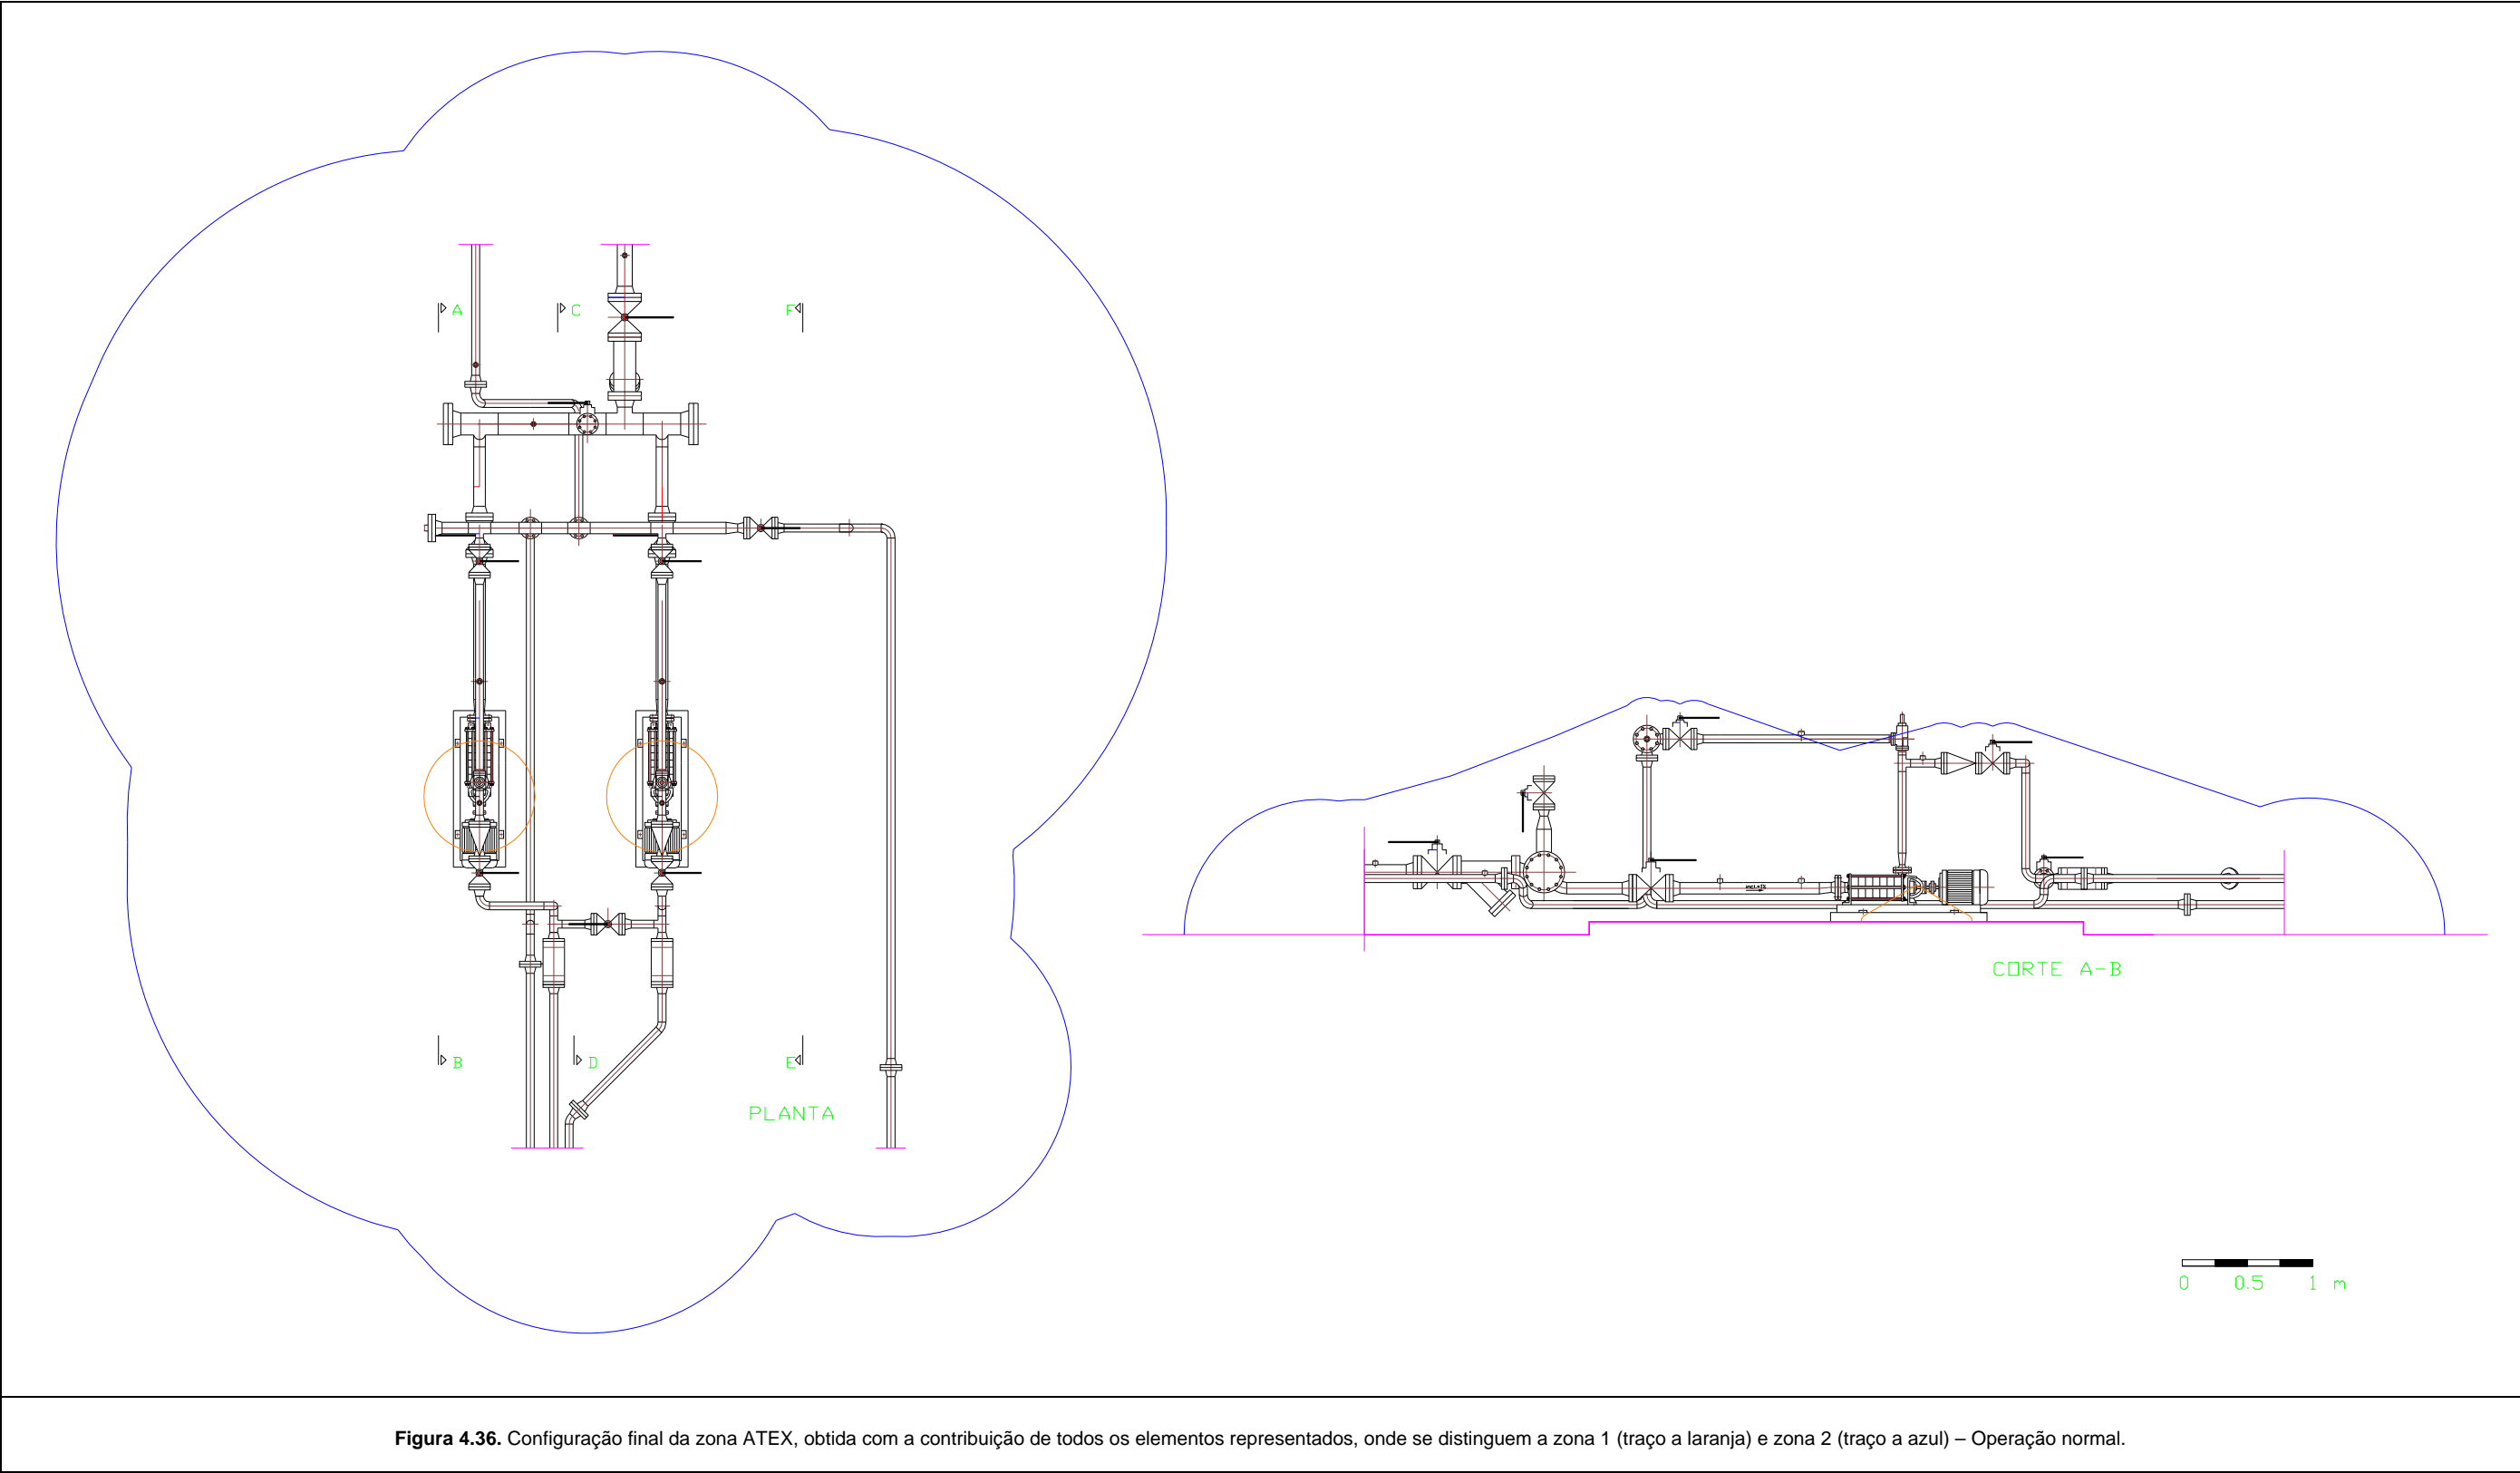 A
C
F
B
D
E
PLANTA
CORTE A-B
0 0.5 1 m
Figura 4.36. Configuração final da zona ATEX, obtida com a contribuição de todos os elementos representados, onde se distinguem a zona 1 (traço a laranja) e zona 2 (traço a azul) – Operação normal.